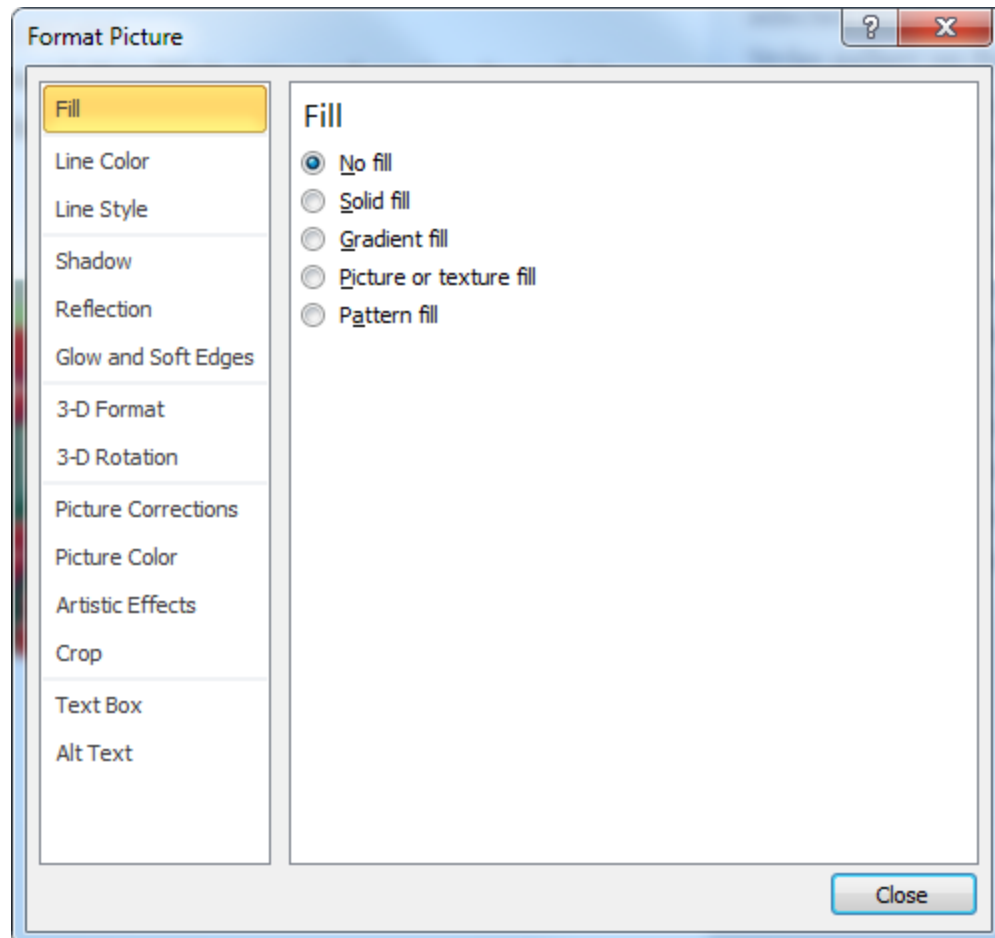 Format Picture
Fill
Line Color
Line Style
Shadow
Reflection
Glow and Soft Edges
3-D Format
3-D Rotation
Picture Corrections
Picture Color
Artistic Effects
Crop
Text Box
Alt Text
Fill
No fill
Solid fill
Gradient fill
Picture or texture fill
Pattern fill
Close